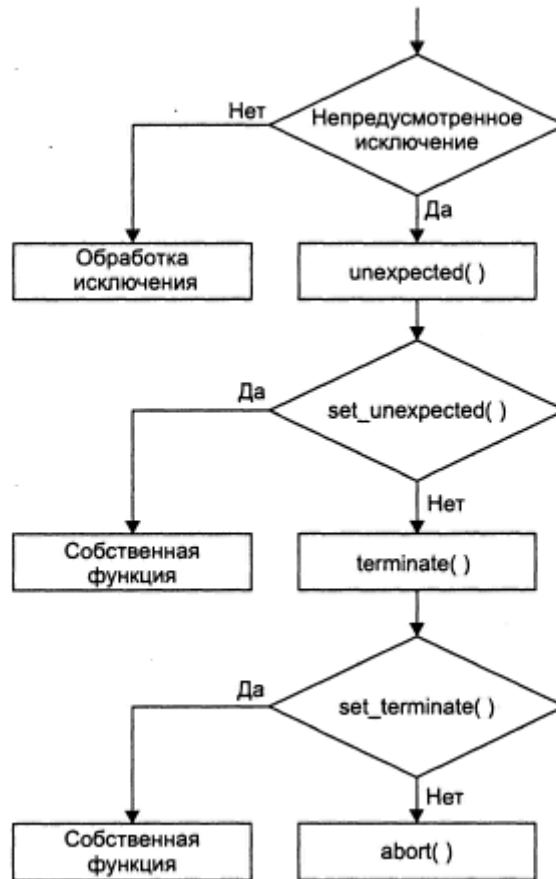 Непредусмотренное
исключение
Нет
Да
Обработка
исключения
unexpected( )
Да
set_unexpected( )
Нет
Собственная
функция
terminate( )
Да
set_terminate( )
Нет
Собственная
функция
abort( )